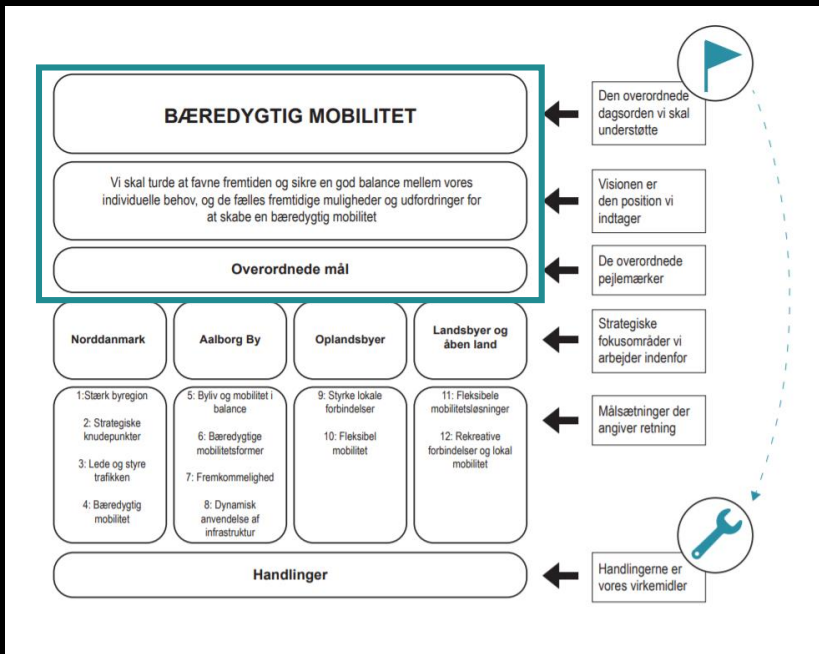 BÆREDYGTIG MOBILITET
Den overordnede
dagsorden vi skal
understøtte
Vi skal turde at favne fremtiden og sikre en god balance mellem vores
individuelle behov, og de fælles fremtidige muligheder og udfordringer for
at skabe en bæredygtig mobilitet
Visionen er
den position vi
indtager
Overordnede mål
De overordnede
pejlemærker
Norddanmark
Aalborg By
Oplandsbyer
Landsbyer og
åben land
Strategiske
fokusområder vi
arbejder indenfor
1:Stærk byregion
2: Strategiske
knudepunkter
3: Lede og styre
trafikken
4: Bæredygtig
mobilitet
5: Byliv og mobilitet i
balance
6: Bæredygtige
mobilitetsformer
7: Fremkommelighed
8: Dynamisk
anvendelse af
infrastruktur
9: Styrke lokale
forbindelser
10: Fleksibel
mobilitet
11: Fleksibele
mobilitetsløsninger
12: Rekreative
forbindelser og lokal
mobilitet
Målsætninger der
angiver retning
Handlinger
Handlingerne er
vores virkemidler